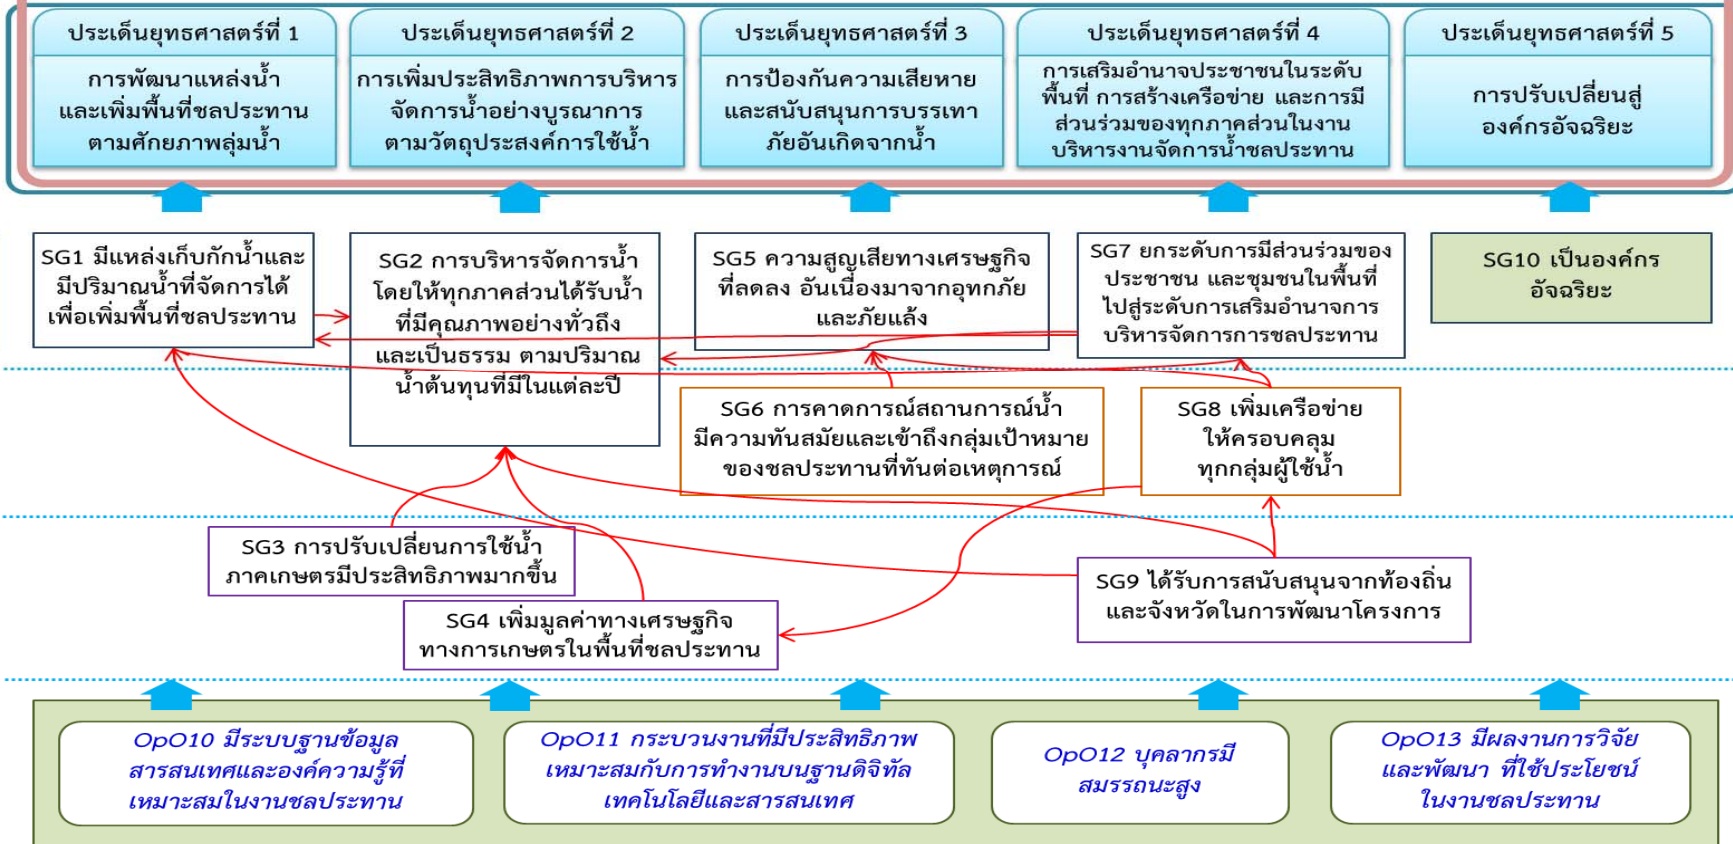 ประเด็นยุทธศาสตร์ที่ 1
การพัฒนาแหล่งน้ำ
และเพิ่มพื้นที่ชลประทาน
ตามศักยภาพลุ่มน้ำ
ประเด็นยุทธศาสตร์ที่ 2
การเพิ่มประสิทธิภาพการบริหาร
จัดการน้ำอย่างบูรณาการ
ตามวัตถุประสงค์การใช้น้ำ
ประเด็นยุทธศาสตร์ที่ 3
การป้องกันความเสียหาย
และสนับสนุนการบรรเทา
ภัยอันเกิดจากน้ำ
ประเด็นยุทธศาสตร์ที่ 4
การเสริมอำนาจประชาชนในระดับ
พื้นที่ การสร้างเครือข่าย และการมี
ส่วนร่วมของทุกภาคส่วนในงาน
บริหารงานจัดการน้ำชลประทาน
ประเด็นยุทธศาสตร์ที่ 5
การปรับเปลี่ยนสู่
องค์กรอัจฉริยะ
SG1 มีแหล่งเก็บกักน้ำและ
มีปริมาณน้ำที่จัดการได้
เพื่อเพิ่มพื้นที่ชลประทาน
SG2 การบริหารจัดการน้ำ
โดยให้ทุกภาคส่วนได้รับน้ำ
ที่มีคุณภาพอย่างทั่วถึง
และเป็นธรรม ตามปริมาณ
น้ำต้นทุนที่มีในแต่ละปี
SG5 ความสูญเสียทางเศรษฐกิจ
ที่ลดลง อันเนื่องมาจากอุทกภัย
และภัยแล้ง
SG7 ยกระดับการมีส่วนร่วมของ
ประชาชน และชุมชนในพื้นที่
ไปสู่ระดับการเสริมอำนาจการ
บริหารจัดการการชลประทาน
SG10 เป็นองค์กร
อัจฉริยะ
SG6 การคาดการณ์สถานการณ์น้ำ
มีความทันสมัยและเข้าถึงกลุ่มเป้าหมาย
ของชลประทานที่ทันต่อเหตุการณ์
SG8 เพิ่มเครือข่าย
ให้ครอบคลุม
ทุกกลุ่มผู้ใช้น้ำ
SG3 การปรับเปลี่ยนการใช้น้ำ
ภาคเกษตรมีประสิทธิภาพมากขึ้น
SG4 เพิ่มมูลค่าทางเศรษฐกิจ
ทางการเกษตรในพื้นที่ชลประทาน
SG9 ได้รับการสนับสนุนจากท้องถิ่น
และจังหวัดในการพัฒนาโครงการ
OpO10 มีระบบฐานข้อมูล
สารสนเทศและองค์ความรู้ที่
เหมาะสมในงานชลประทาน
OpO11 กระบวนงานที่มีประสิทธิภาพ
เหมาะสมกับการทำงานบนฐานดิจิทัล
เทคโนโลยีและสารสนเทศ
OpO12 บุคลากรมี
สมรรถนะสูง
OpO13 มีผลงานการวิจัย
และพัฒนา ที่ใช้ประโยชน์
ในงานชลประทาน